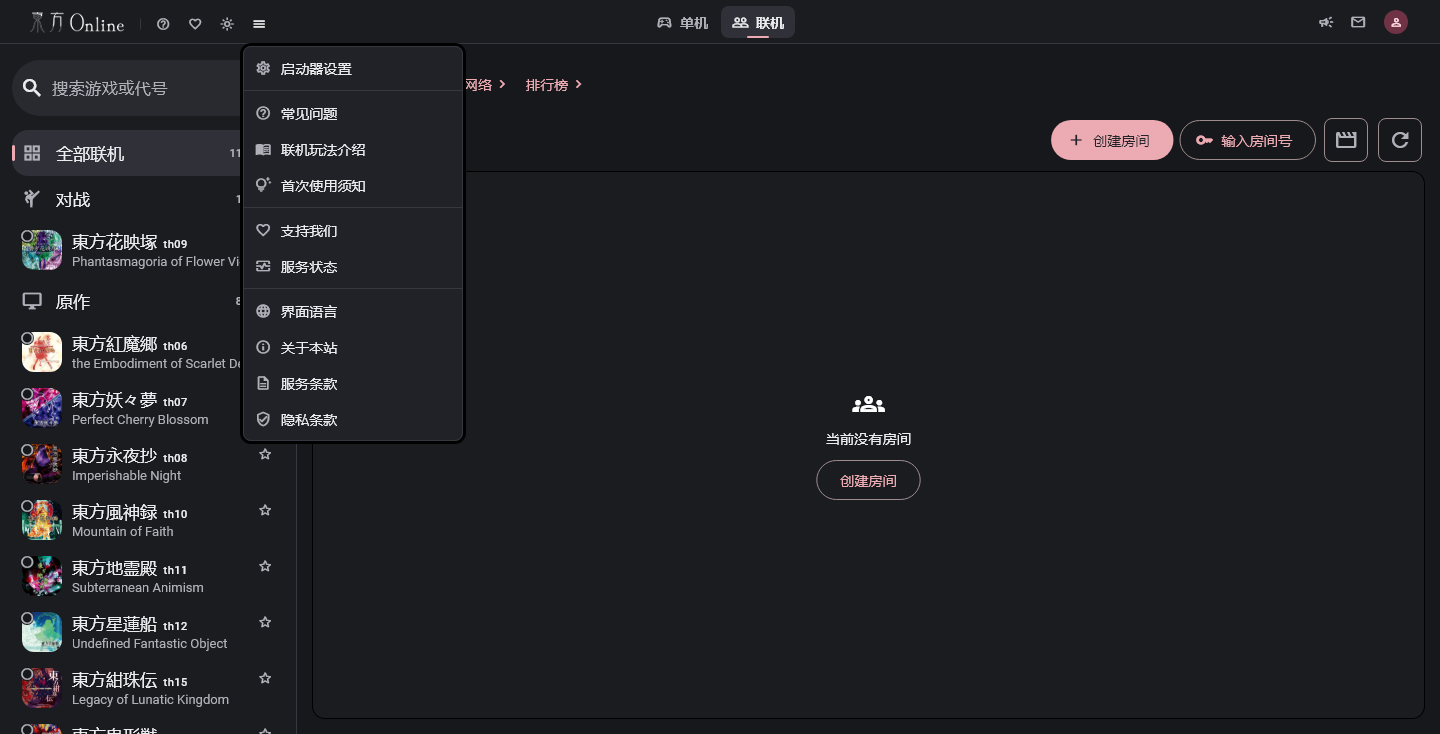 東方Online
单机
联机
搜索游戏或代号
全部联机 11
对战 1
東方花映塚 th09
Phantasmagoria of Flower Vi
原作 8
東方紅魔郷 th06
the Embodiment of Scarlet De
東方妖々夢 th07
Perfect Cherry Blossom
東方永夜抄 th08
Imperishable Night
東方風神録 th10
Mountain of Faith
東方地霊殿 th11
Subterranean Animism
東方星蓮船 th12
Undefined Fantastic Object
東方紺珠伝 th15
Legacy of Lunatic Kingdom
启动器设置
常见问题
联机玩法介绍
首次使用须知
支持我们
服务状态
界面语言
关于本站
服务条款
隐私条款
网络
排行榜
创建房间
输入房间号
当前没有房间
创建房间